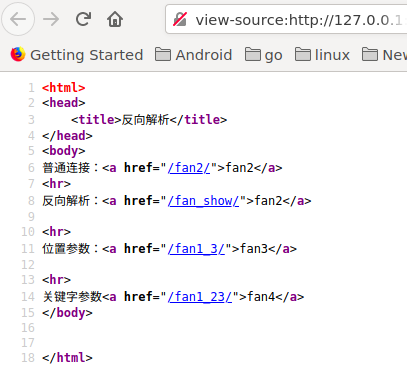 view-source:http://127.0.0.1
Getting Started Android go linux New
1 <html>
2 <head>
3 <title>反向解析</title>
4 </head>
5 <body>
6 普通连接：<a href="/fan2/">fan2</a>
7 <hr>
8 反向解析：<a href="/fan_show/">fan2</a>
9
10 <hr>
11 位置参数：<a href="/fan1_3/">fan3</a>
12
13 <hr>
14 关键字参数<a href="/fan1_23/">fan4</a>
15 </body>
16
17
18 </html>